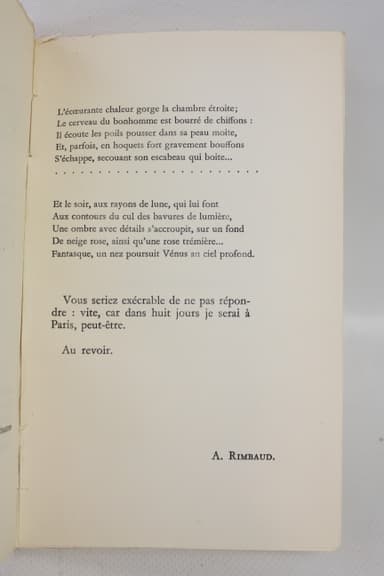 L'écœurante chaleur gorge la chambre étroite;
Le cerveau du bonhomme est bourré de chiffons :
Il écoute les poils pousser dans sa peau moite,
Et, parfois, en hoquets fort gravement bouffons
S'échappe, secouant son escabeau qui boite...
. . . . . . . . . . . . . . . . . . . . . . . .
Et le soir, aux rayons de lune, qui lui font
Aux contours du cul des bavures de lumière,
Une ombre avec détails s'accroupit, sur un fond
De neige rose, ainsi qu'une rose trémière...
Fantasque, un nez poursuit Vénus au ciel profond.
Vous seriez exécrable de ne pas répon-
dre : vite, car dans huit jours je serai à
Paris, peut-être.
Au revoir.
A. RIMBAUD.